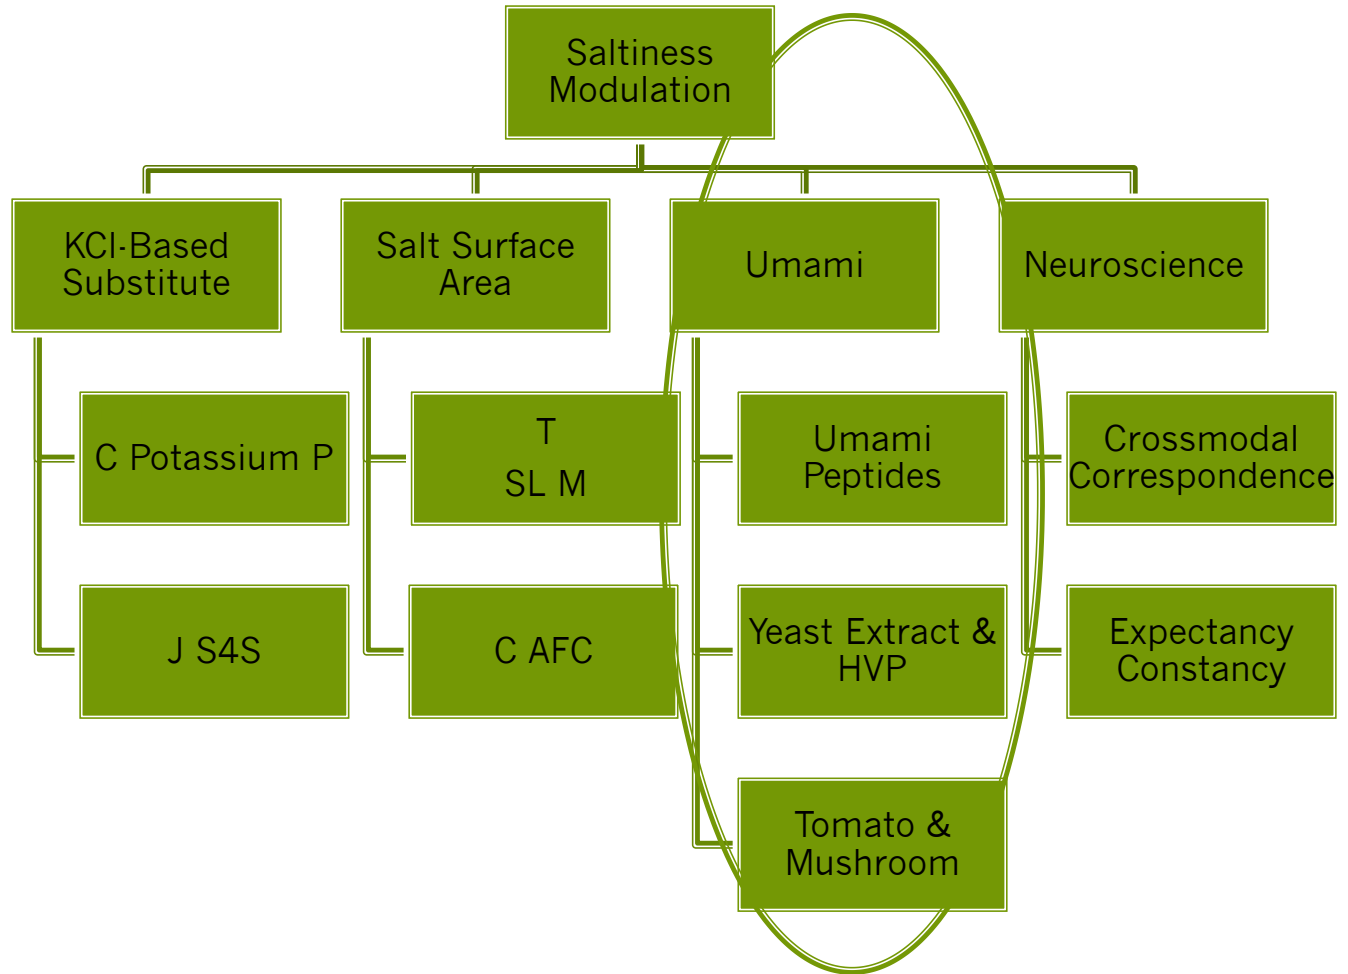 Saltiness
Modulation
KCl-Based
Substitute
Salt Surface
Area
Umami
Neuroscience
C Potassium P
T
SL M
Umami
Peptides
Crossmodal
Correspondence
J S4S
C AFC
Yeast Extract &
HVP
Expectancy
Constancy
Tomato &
Mushroom